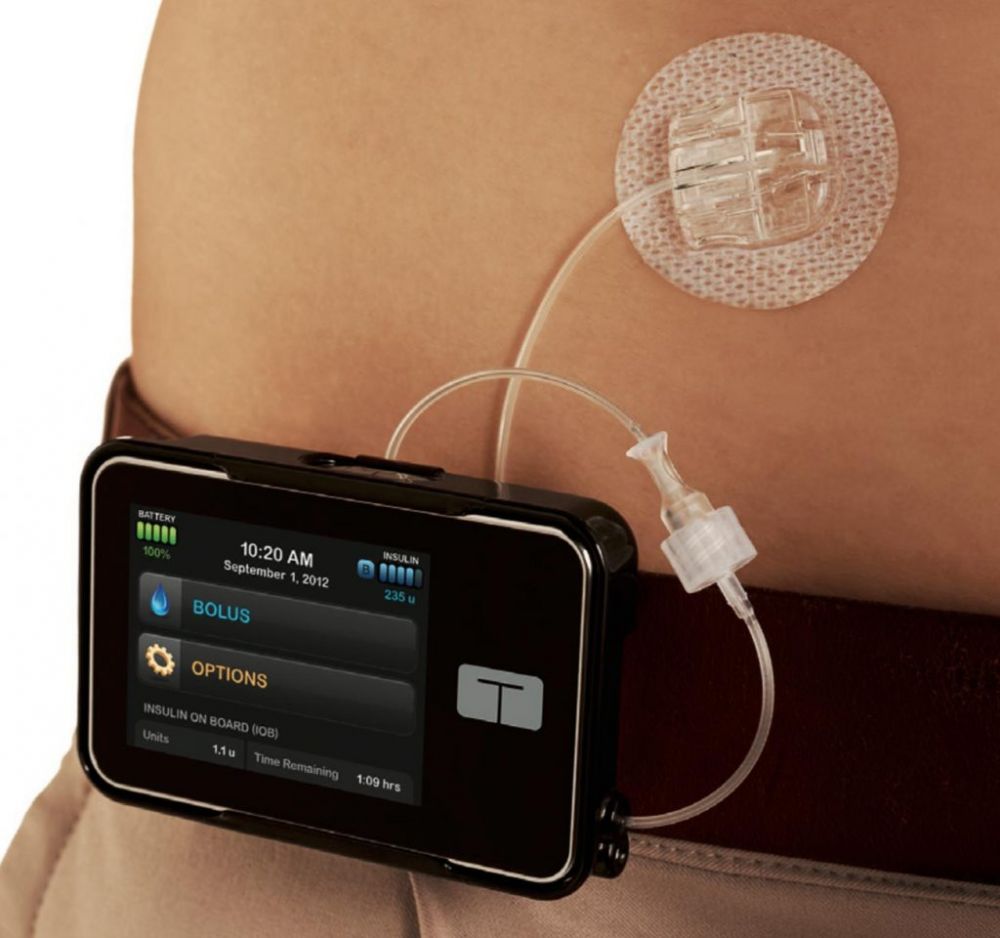 BATTERY
100%
10:20 AM
September 1, 2012
INSULIN
B
235 u
BOLUS
OPTIONS
INSULIN ON BOARD (IOB)
Units 1.1 u Time Remaining 1:09 hrs
T